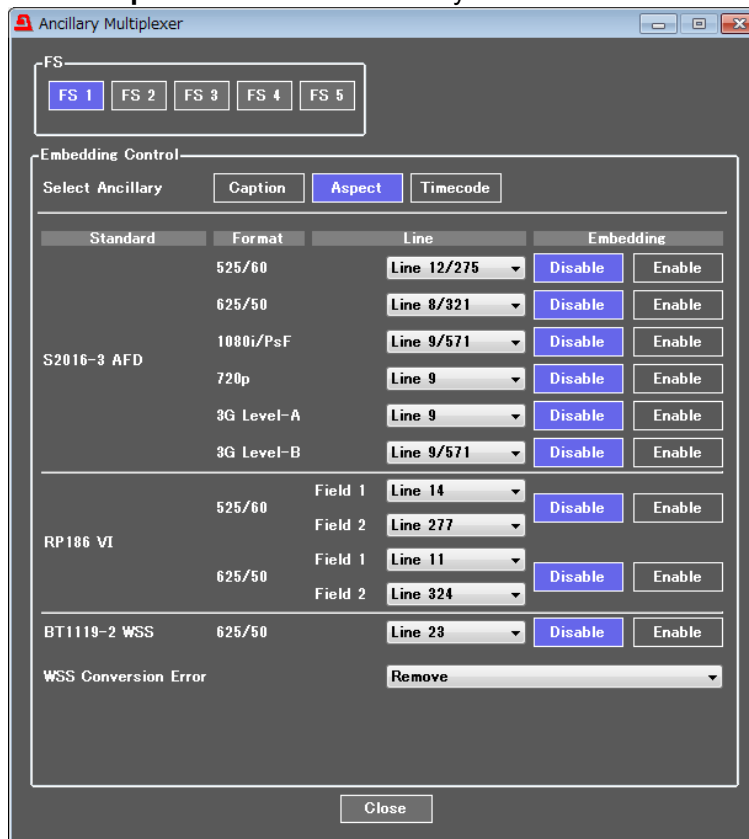 Ancillary Multiplexer
FS
FS 1 FS 2 FS 3 FS 4 FS 5
Embedding Control
Select Ancillary Caption Aspect Timecode
Standard Format Line Embedding
525/60 Line 12/275 Disable Enable
625/50 Line 8/321 Disable Enable
1080i/PsF Line 9/571 Disable Enable
S2016-3 AFD
720p Line 9 Disable Enable
3G Level-A Line 9 Disable Enable
3G Level-B Line 9/571 Disable Enable
Field 1 Line 14
525/60 Disable Enable
Field 2 Line 277
RP186 VI
Field 1 Line 11
625/50 Disable Enable
Field 2 Line 324
BT1119-2 WSS 625/50 Line 23 Disable Enable
WSS Conversion Error Remove
Close